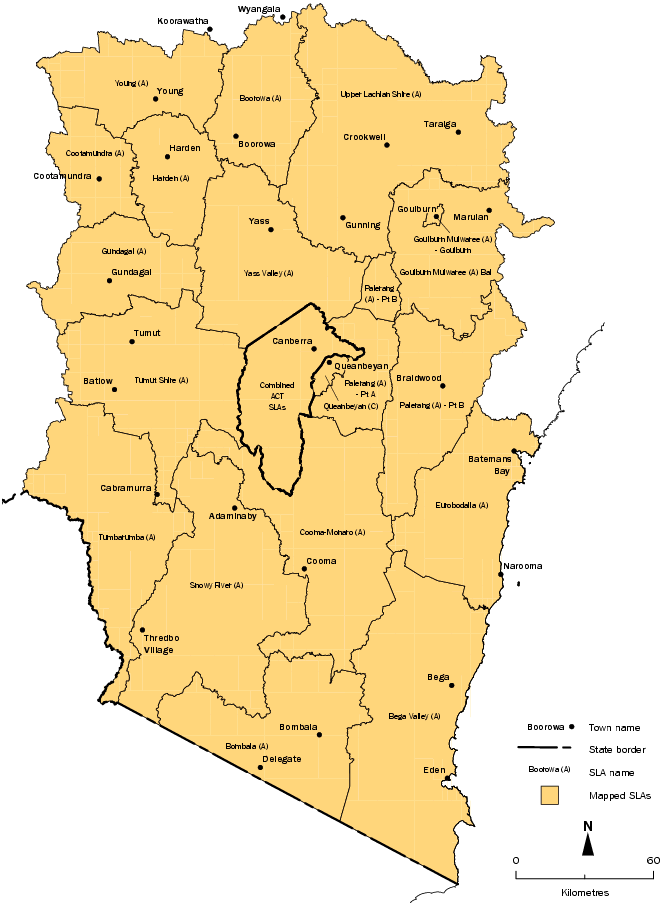 Wyangala
Koorawatha
Young (A)
Young
Boorowa (A)
Upper Lachlan Shire (A)
Taralga
Crookwell
Boorowa
Cootamundra (A)
Harden
Cootamundra
Harden (A)
Goulburn
Marulan
Yass
Gunning
Goulburn Mulwaree (A)
- Goulburn
Gundagai (A)
Gundagai
Yass Valley (A)
Goulburn Mulwaree (A) Bal
Palerang
(A) - Pt B
Tumut
Canberra
Queanbeyan
Batlow
Tumut Shire (A)
Combined
ACT
SLAs
Palerang (A)
- Pt A
Queanbeyan (C)
Braidwood
Palerang (A) - Pt B
Batemans
Bay
Cabramurra
Adaminaby
Eurobodalla (A)
Tumbarumba (A)
Cooma-Monaro (A)
Cooma
Narooma
Snowy River (A)
Thredbo
Village
Bega
Bega Valley (A)
Bombala
Bombala (A)
Delegate
Eden
Boorowa
Town name
State border
Boorowa (A)
SLA name
Mapped SLAs
N
0
60
Kilometres